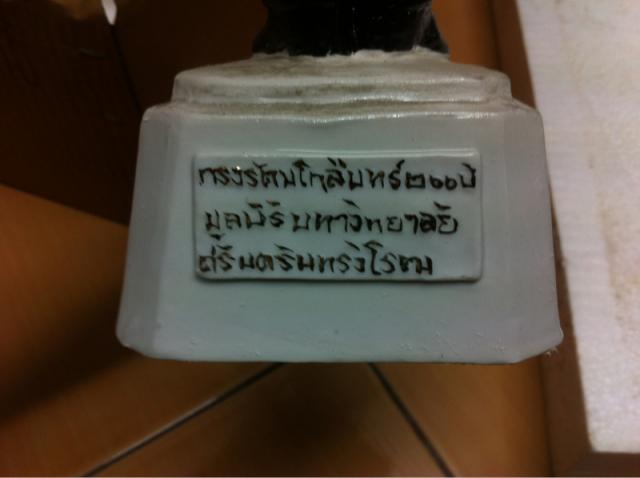 กรุงรัตนโกสินทร์๒๐๐ปี
มูลนิธิมหาวิทยาลัย
ศรีนครินทรวิโรฒ